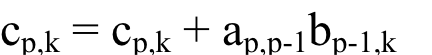 c_{p,k} = c_{p,k} + a_{p,p-1}b_{p-1,k}